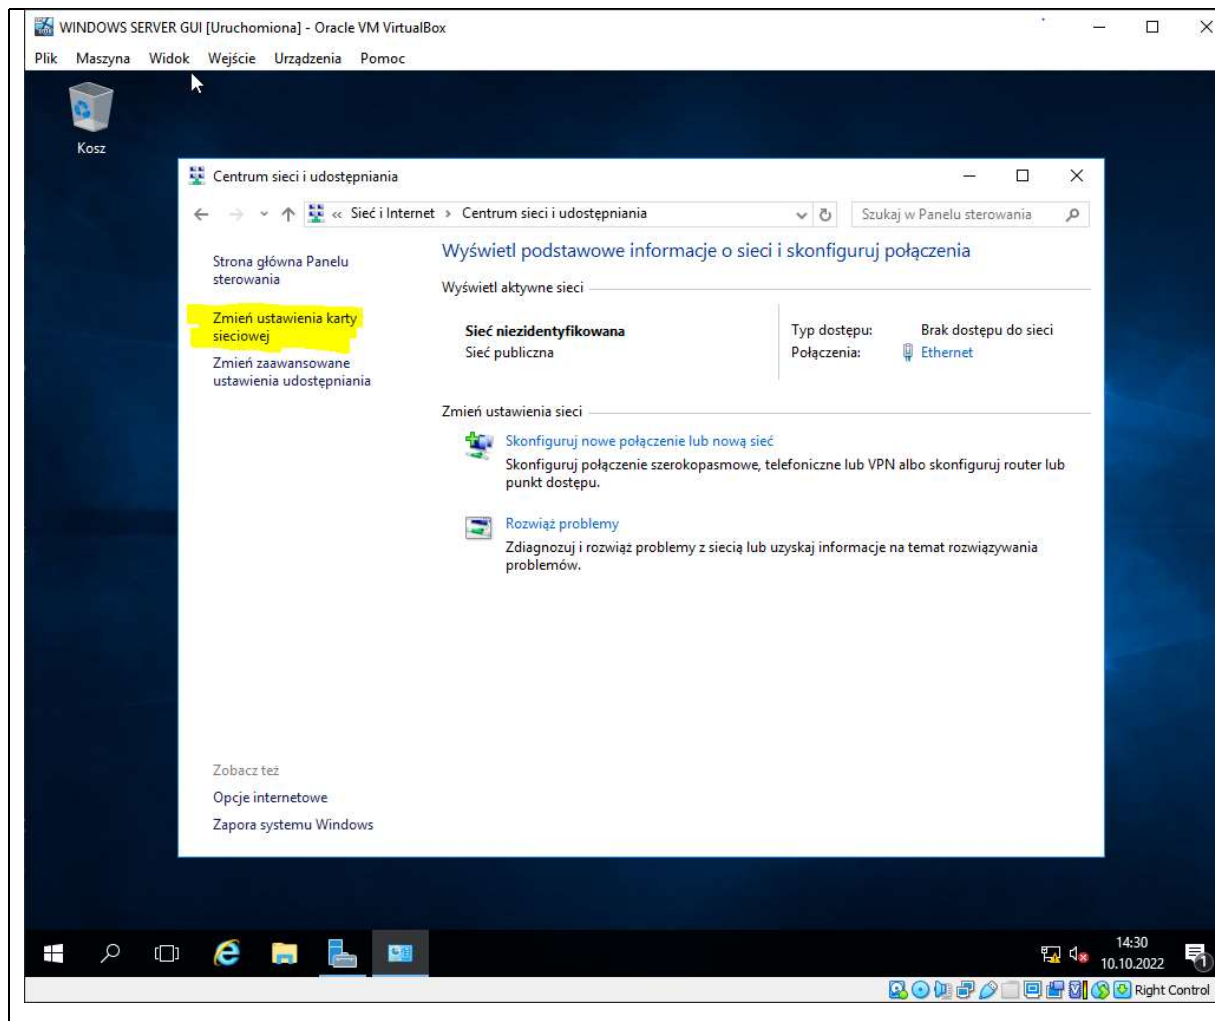 WINDOWS SERVER GUI [Uruchomiona] - Oracle VM VirtualBox
Plik Maszyna Widok Wejście Urządzenia Pomoc
Kosz
Centrum sieci i udostępniania
« Sieć i Internet › Centrum sieci i udostępniania
Szukaj w Panelu sterowania
Strona główna Panelu
sterowania
Zmień ustawienia karty
sieciowej
Zmień zaawansowane
ustawienia udostępniania
Wyświetl podstawowe informacje o sieci i skonfiguruj połączenia
Wyświetl aktywne sieci
Sieć niezidentyfikowana
Sieć publiczna
Typ dostępu: Brak dostępu do sieci
Połączenia: Ethernet
Zmień ustawienia sieci
Skonfiguruj nowe połączenie lub nową sieć
Skonfiguruj połączenie szerokopasmowe, telefoniczne lub VPN albo skonfiguruj router lub
punkt dostępu.
Rozwiąż problemy
Zdiagnozuj i rozwiąż problemy z siecią lub uzyskaj informacje na temat rozwiązywania
problemów.
Zobacz też
Opcje internetowe
Zapora systemu Windows
14:30
10.10.2022
1
Right Control